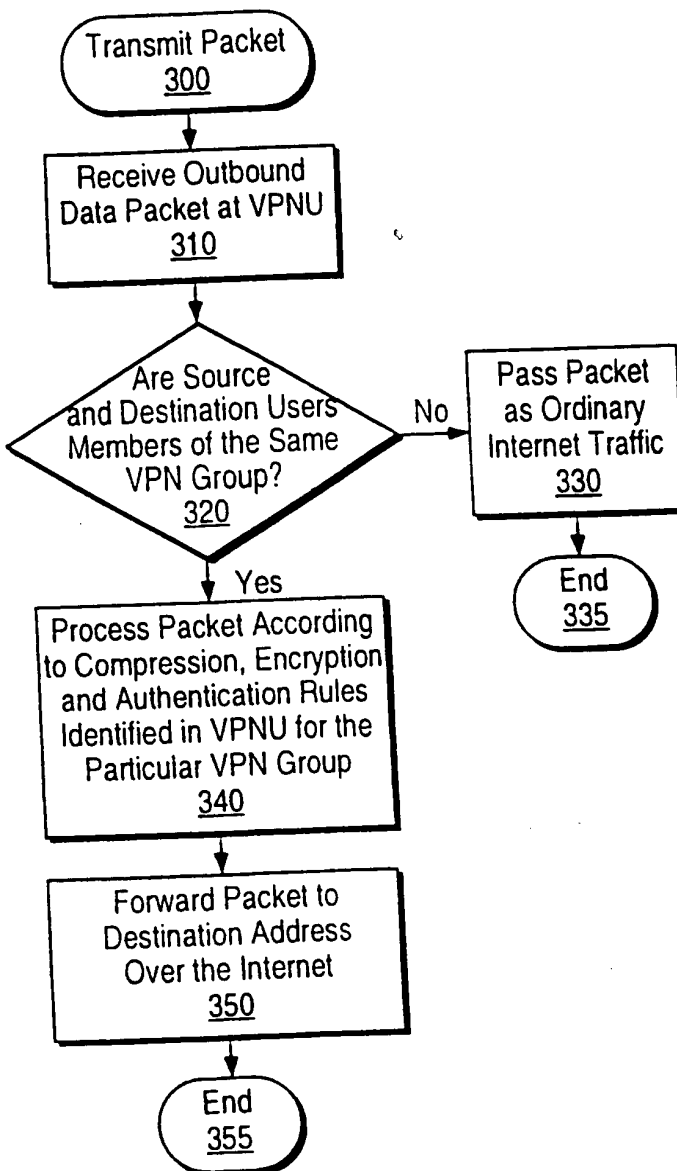 Transmit Packet
300
Receive Outbound
Data Packet at VPNU
310
Are Source
and Destination Users
Members of the Same
VPN Group?
320
No
Pass Packet
as Ordinary
Internet Traffic
330
End
335
Yes
Process Packet According
to Compression, Encryption
and Authentication Rules
Identified in VPNU for the
Particular VPN Group
340
Forward Packet to
Destination Address
Over the Internet
350
End
355